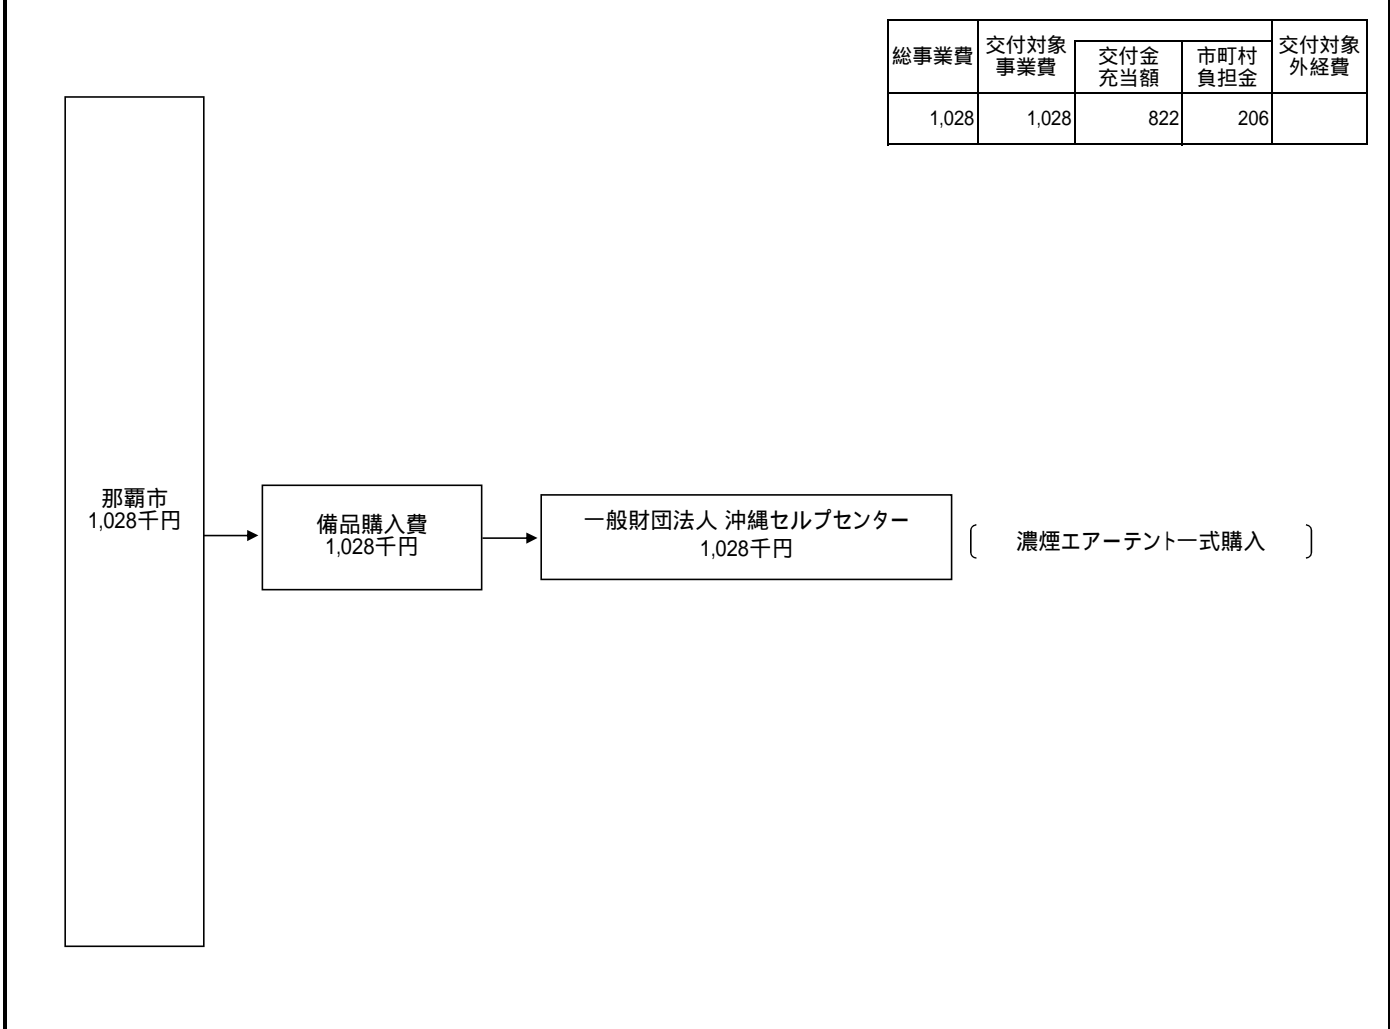 総事業費
交付対象
事業費
交付金
充当額
市町村
負担金
交付対象
外経費
1,028
1,028
822
206
那覇市
1,028千円
備品購入費
1,028千円
一般財団法人 沖縄セルプセンター
1,028千円
〔 濃煙エアーテント一式購入 〕